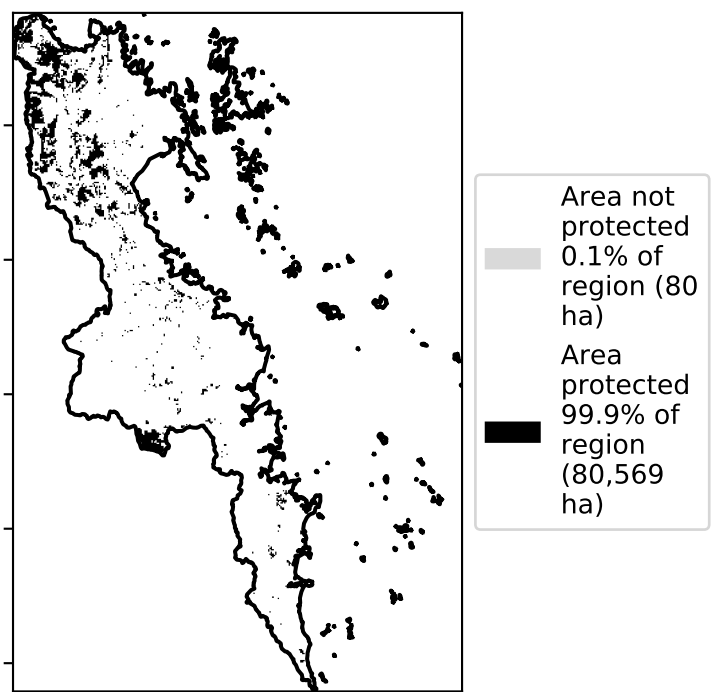 Area not
protected
0.1% of
region (80
ha)
Area
protected
99.9% of
region
(80,569
ha)